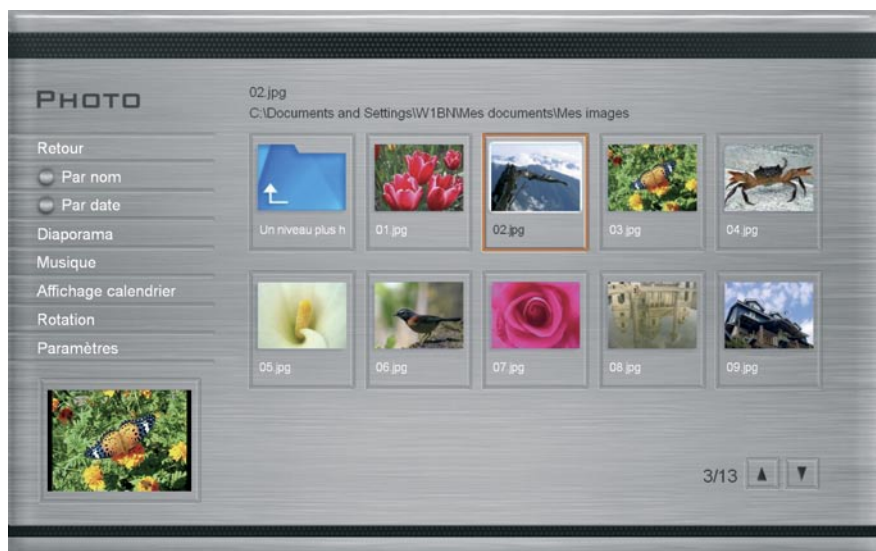 PHOTO
02.jpg
C:\Documents and Settings\W1BN\Mes documents\Mes images
Retour
Par nom
Par date
Diaporama
Musique
Affichage calendrier
Rotation
Paramètres
Un niveau plus h
01.jpg
02.jpg
03.jpg
04.jpg
05.jpg
06.jpg
07.jpg
08.jpg
09.jpg
3/13